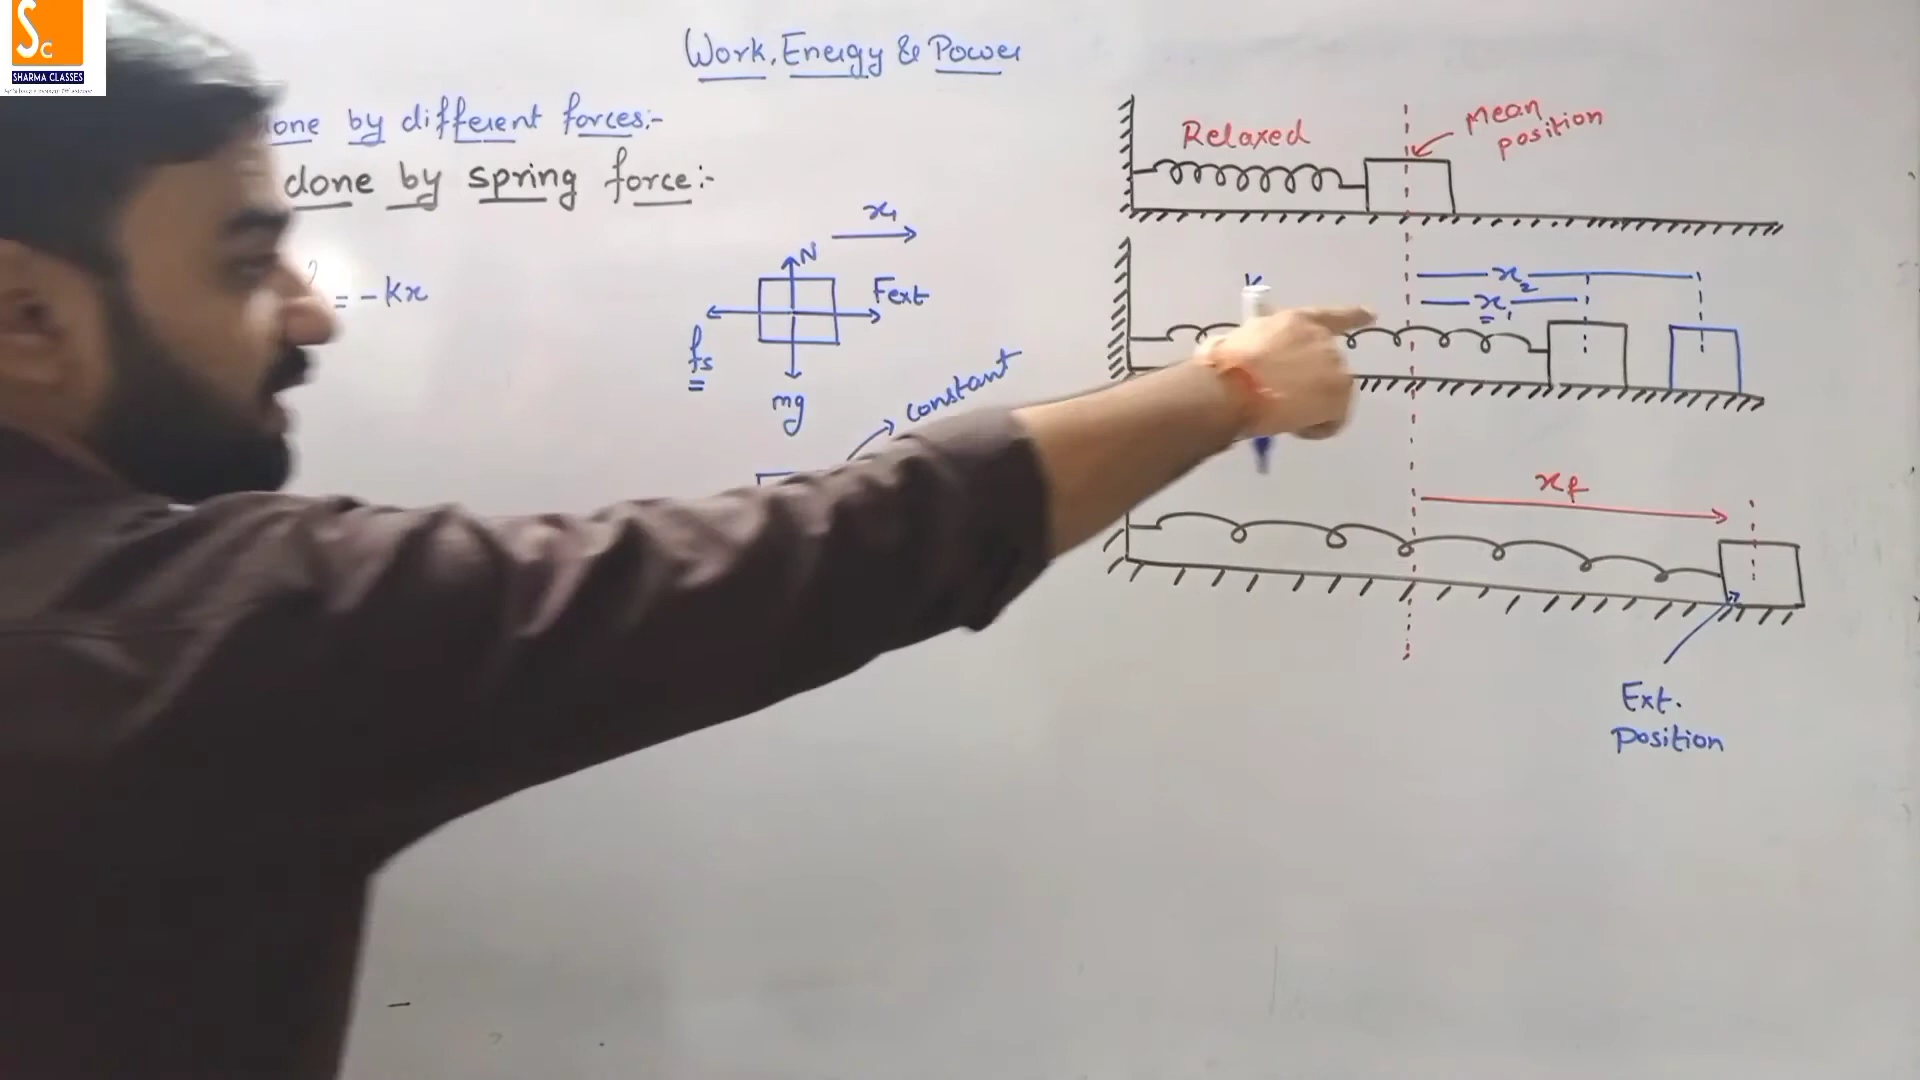 Sc
SHARMA CLASSES
Work, Energy & Power
done by different forces:-
done by spring force:-
= -kx
x₁
N
Fext
fs
mg
constant
Relaxed
Mean position
K
x₂
x₁
xf
Ext. position